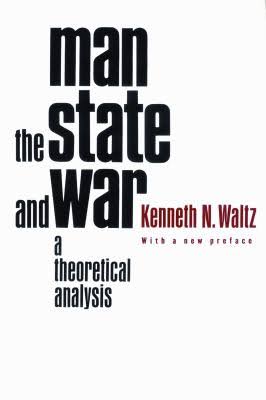 man
the state
and war
Kenneth N. Waltz
With a new preface
a
theoretical
analysis